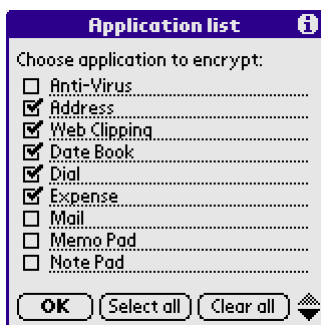 Application list
Choose application to encrypt:
Anti-Virus
Address
Web Clipping
Date Book
Dial
Expense
Mail
Memo Pad
Note Pad
OK Select all Clear all